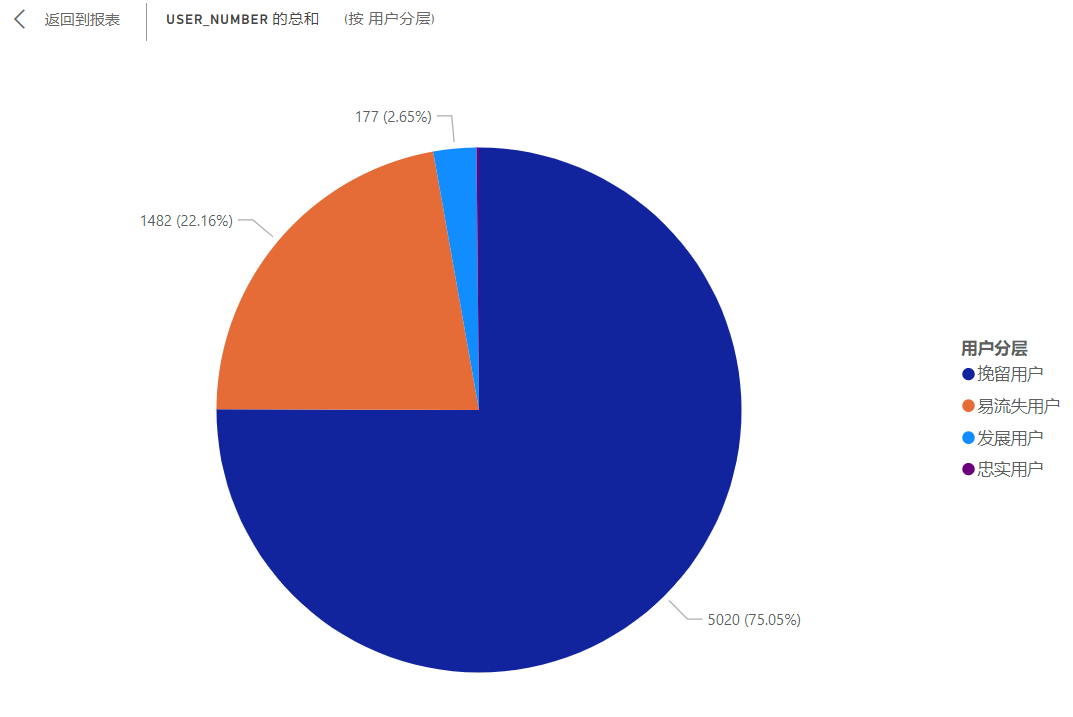 返回到报表
USER_NUMBER 的总和 (按 用户分层)
177 (2.65%)
1482 (22.16%)
5020 (75.05%)
用户分层
挽留用户
易流失用户
发展用户
忠实用户